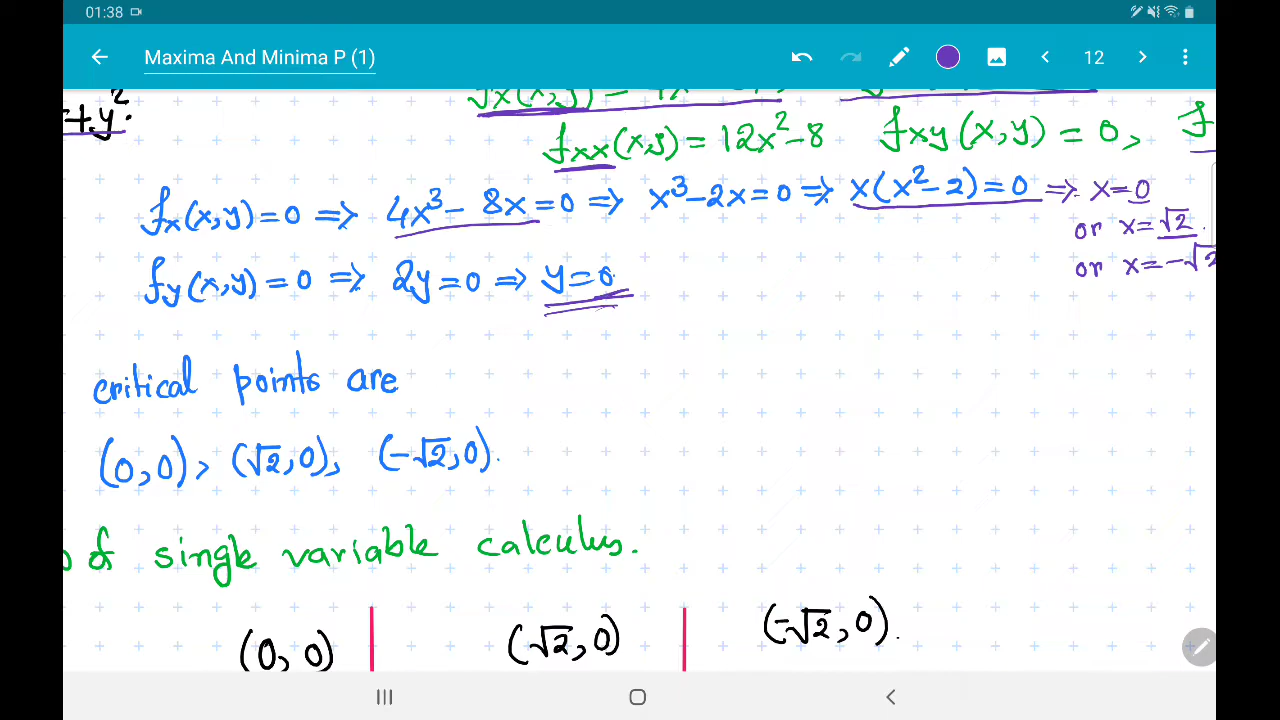 01:38
Maxima And Minima P (1) 12
+y².
fx(x,y) =
fxx(x,y) = 12x²-8 fxy(x,y) = 0, f
fx(x,y)=0 ⇒ 4x³- 8x=0 ⇒ x³-2x=0 ⇒ x(x²-2)=0 ⇒ x=0
or x=√2.
or x=-√2
fy(x,y)=0 ⇒ 2y=0 ⇒ y=0
critical points are
(0,0), (√2,0), (-√2,0).
of single variable calculus.
(0,0) (√2,0) (-√2,0).